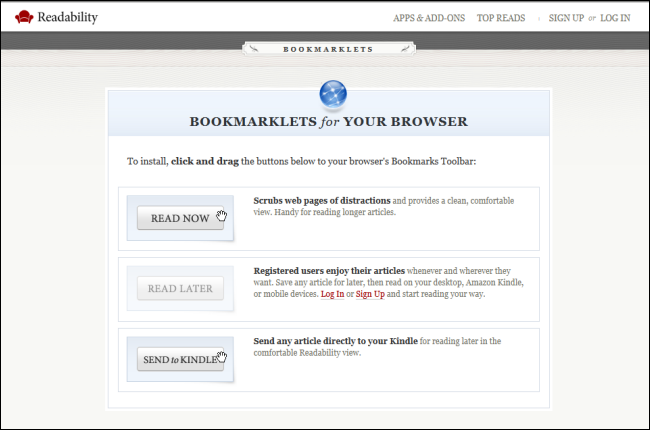 Readability
APPS & ADD-ONS TOP READS SIGN UP or LOG IN
BOOKMARKLETS
BOOKMARKLETS for YOUR BROWSER
To install, click and drag the buttons below to your browser's Bookmarks Toolbar:
READ NOW
Scrubs web pages of distractions and provides a clean, comfortable
view. Handy for reading longer articles.
READ LATER
Registered users enjoy their articles whenever and wherever they
want. Save any article for later, then read on your desktop, Amazon Kindle,
or mobile devices. Log In or Sign Up and start reading your way.
SEND to KINDLE
Send any article directly to your Kindle for reading later in the
comfortable Readability view.